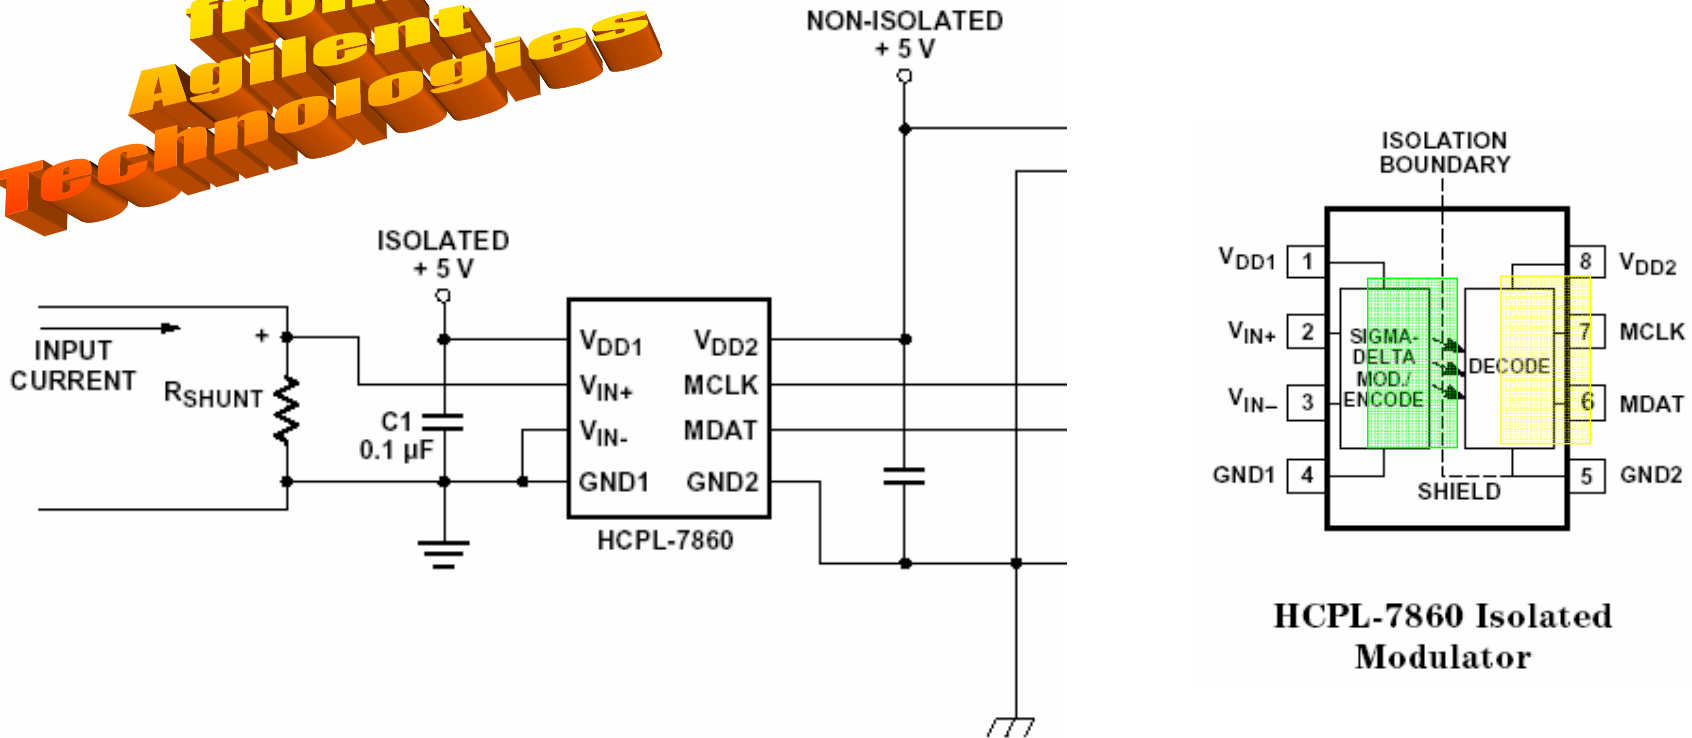 from
Agilent
Technologies
NON-ISOLATED
+ 5 V
ISOLATED
+ 5 V
INPUT
CURRENT
+
RSHUNT
C1
0.1 µF
VDD1
VIN+
VIN-
GND1
VDD2
MCLK
MDAT
GND2
HCPL-7860
ISOLATION
BOUNDARY
VDD1
1
VIN+
2
VIN–
3
GND1
4
SIGMA-
DELTA
MOD./
ENCODE
DECODE
SHIELD
8
VDD2
7
MCLK
6
MDAT
5
GND2
HCPL-7860 Isolated
Modulator